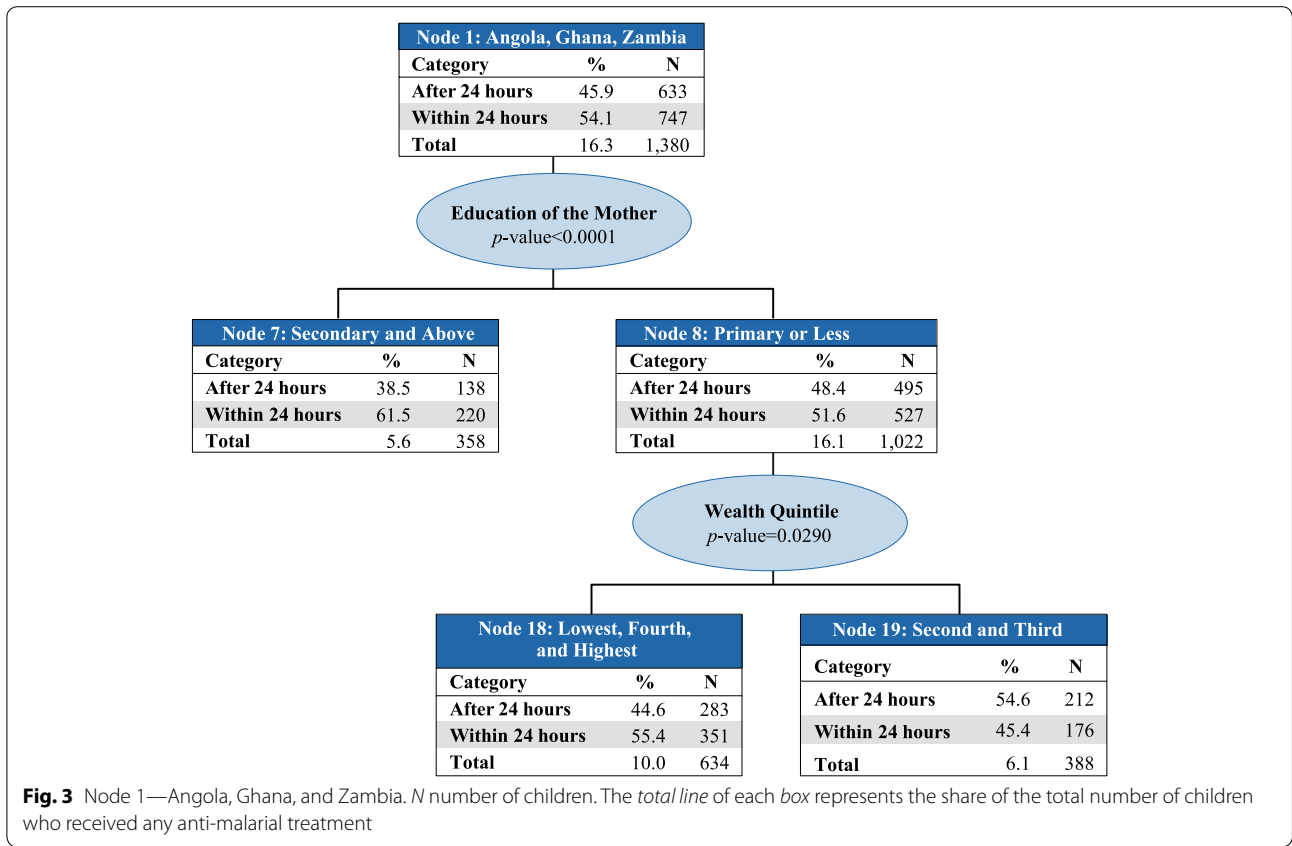 Node 1: Angola, Ghana, Zambia
Category % N
After 24 hours 45.9 633
Within 24 hours 54.1 747
Total 16.3 1,380
Education of the Mother
p-value<0.0001
Node 7: Secondary and Above
Category % N
After 24 hours 38.5 138
Within 24 hours 61.5 220
Total 5.6 358
Node 8: Primary or Less
Category % N
After 24 hours 48.4 495
Within 24 hours 51.6 527
Total 16.1 1,022
Wealth Quintile
p-value=0.0290
Node 18: Lowest, Fourth,
and Highest
Category % N
After 24 hours 44.6 283
Within 24 hours 55.4 351
Total 10.0 634
Node 19: Second and Third
Category % N
After 24 hours 54.6 212
Within 24 hours 45.4 176
Total 6.1 388
Fig. 3 Node 1—Angola, Ghana, and Zambia. N number of children. The total line of each box represents the share of the total number of children
who received any anti-malarial treatment